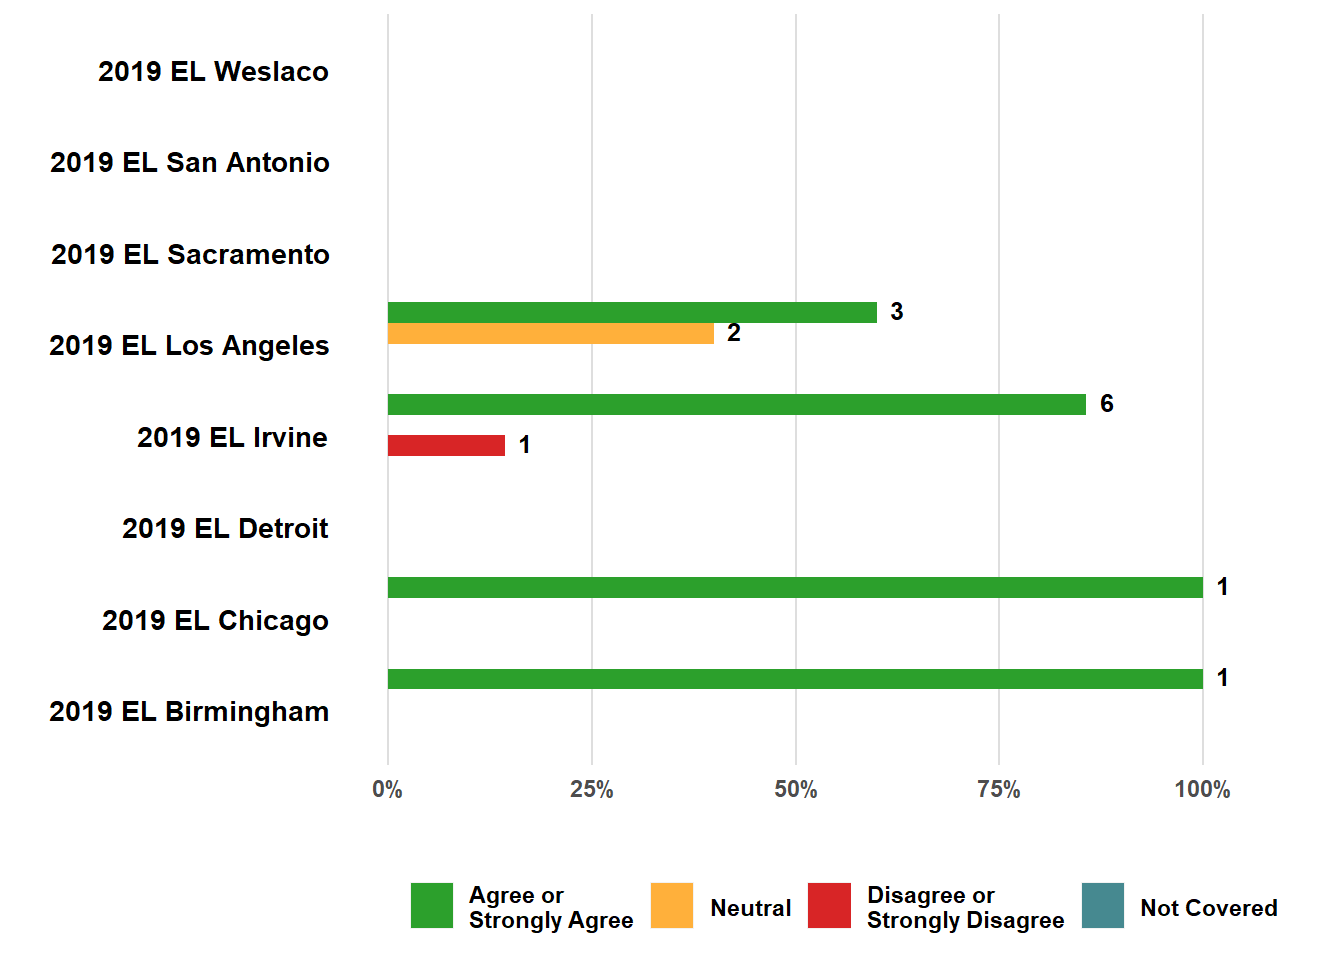 2019 EL Weslaco
2019 EL San Antonio
2019 EL Sacramento
3
2
2019 EL Los Angeles
6
2019 EL Irvine
1
2019 EL Detroit
1
2019 EL Chicago
1
2019 EL Birmingham
0% 25% 50% 75% 100%
Agree or
Strongly Agree
Neutral
Disagree or
Strongly Disagree
Not Covered